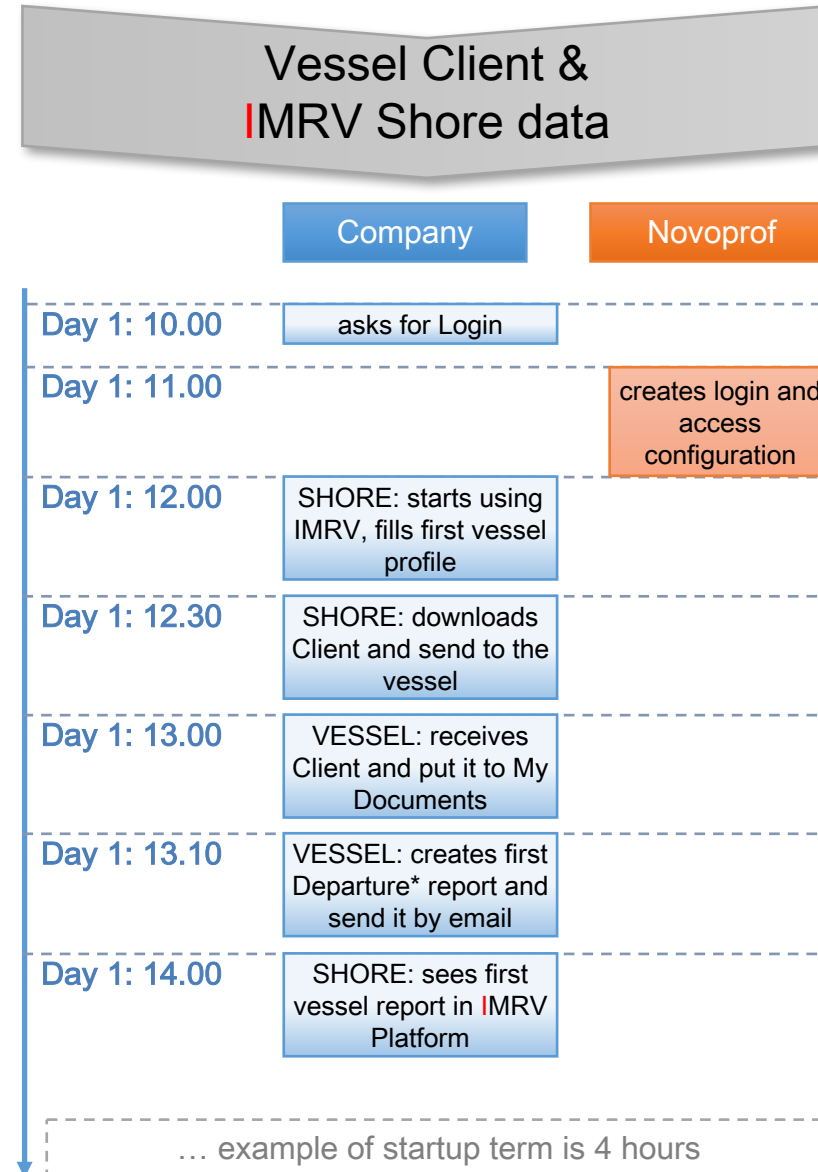 Vessel Client &
IMRV Shore data
Company
Novoprof
Day 1: 10.00
asks for Login
Day 1: 11.00
creates login and
access
configuration
Day 1: 12.00
SHORE: starts using
IMRV, fills first vessel
profile
Day 1: 12.30
SHORE: downloads
Client and send to the
vessel
Day 1: 13.00
VESSEL: receives
Client and put it to My
Documents
Day 1: 13.10
VESSEL: creates first
Departure* report and
send it by email
Day 1: 14.00
SHORE: sees first
vessel report in IMRV
Platform
… example of startup term is 4 hours